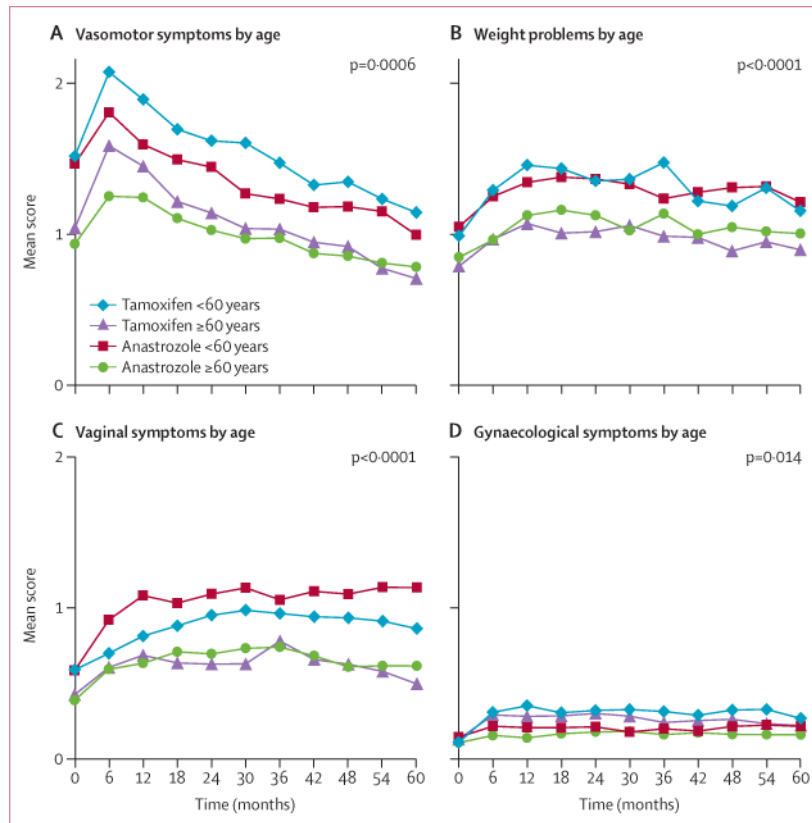 A Vasomotor symptoms by age
p=0·0006
2
1
0
Mean score
Tamoxifen <60 years
Tamoxifen ≥60 years
Anastrozole <60 years
Anastrozole ≥60 years
B Weight problems by age
p<0·0001
C Vaginal symptoms by age
p<0·0001
2
1
0
Mean score
0 6 12 18 24 30 36 42 48 54 60
Time (months)
D Gynaecological symptoms by age
p=0·014
0 6 12 18 24 30 36 42 48 54 60
Time (months)